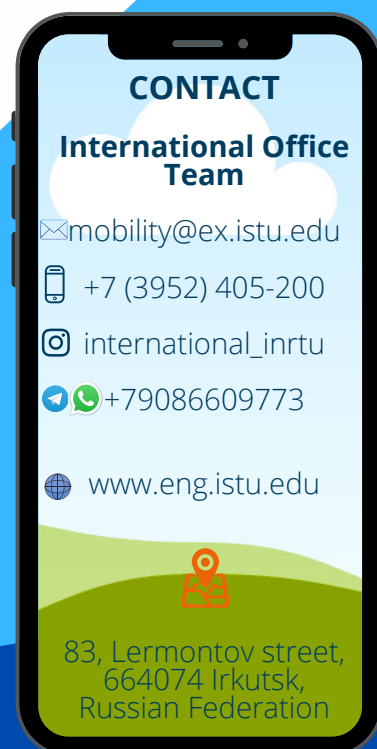 CONTACT
International Office
Team
mobility@ex.istu.edu
+7 (3952) 405-200
international_inrtu
+79086609773
www.eng.istu.edu
83, Lermontov street,
664074 Irkutsk,
Russian Federation